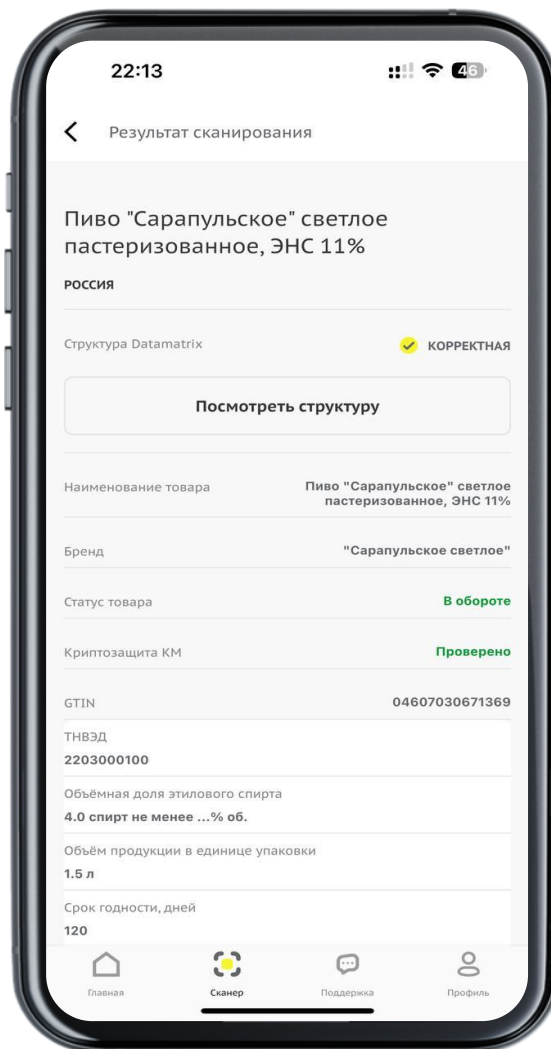 22:13
46
Результат сканирования
Пиво "Сарапульское" светлое
пастеризованное, ЭНС 11%
РОССИЯ
Структура Datamatrix
КОРРЕКТНАЯ
Посмотреть структуру
Наименование товара
Пиво "Сарапульское" светлое
пастеризованное, ЭНС 11%
Бренд
"Сарапульское светлое"
Статус товара
В обороте
Криптозащита КМ
Проверено
GTIN
04607030671369
ТНВЭД
2203000100
Объёмная доля этилового спирта
4.0 спирт не менее ...% об.
Объём продукции в единице упаковки
1.5 л
Срок годности, дней
120
Главная
Сканер
Поддержка
Профиль